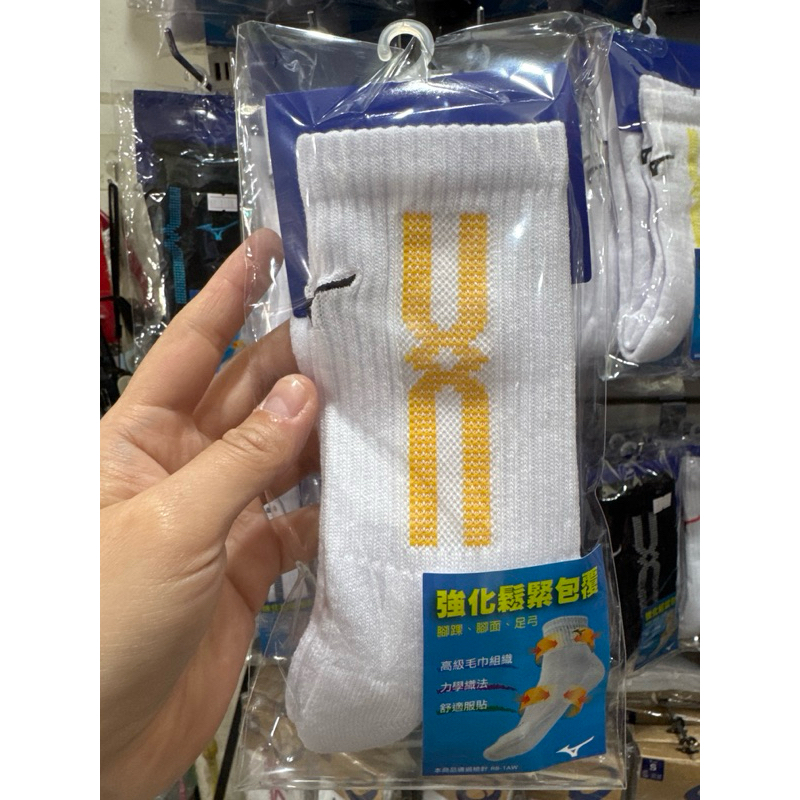 強化鬆緊包覆
腳踝、腳面、足弓
高級毛巾組織
力學織法
舒適服貼